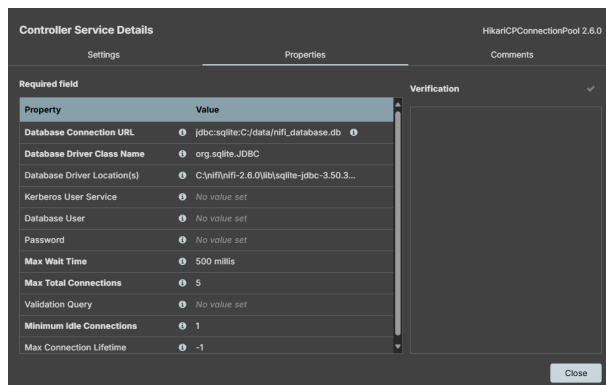 Controller Service Details
HikariCPConnectionPool 2.6.0
Settings
Properties
Comments
Required field
Verification
Property Value
Database Connection URL jdbc:sqlite:C:/data/nifi_database.db
Database Driver Class Name org.sqlite.JDBC
Database Driver Location(s) C:\nifi\nifi-2.6.0\lib\sqlite-jdbc-3.50.3...
Kerberos User Service No value set
Database User No value set
Password No value set
Max Wait Time 500 millis
Max Total Connections 5
Validation Query No value set
Minimum Idle Connections 1
Max Connection Lifetime -1
Close